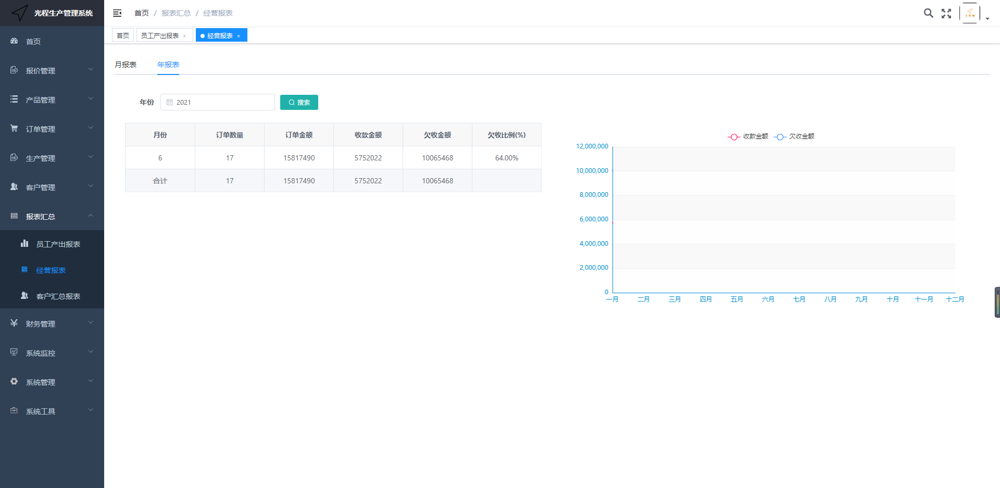 光程生产管理系统
首页
报价管理
产品管理
订单管理
生产管理
客户管理
报表汇总
员工产出报表
经营报表
客户汇总报表
财务管理
系统监控
系统管理
系统工具
首页 / 报表汇总 / 经营报表
首页 员工产出报表 × 经营报表 ×
月报表 年报表
年份 2021 搜索
月份 订单数量 订单金额 收款金额 欠收金额 欠收比例(%)
6 17 15817490 5752022 10065468 64.00%
合计 17 15817490 5752022 10065468
收款金额 欠收金额
12,000,000
10,000,000
8,000,000
6,000,000
4,000,000
2,000,000
0
一月 二月 三月 四月 五月 六月 七月 八月 九月 十月 十一月 十二月